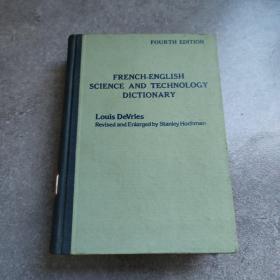 FOURTH EDITION
FRENCH-ENGLISH
SCIENCE AND TECHNOLOGY
DICTIONARY
Louis DeVries
Revised and Enlarged by Stanley Hochman